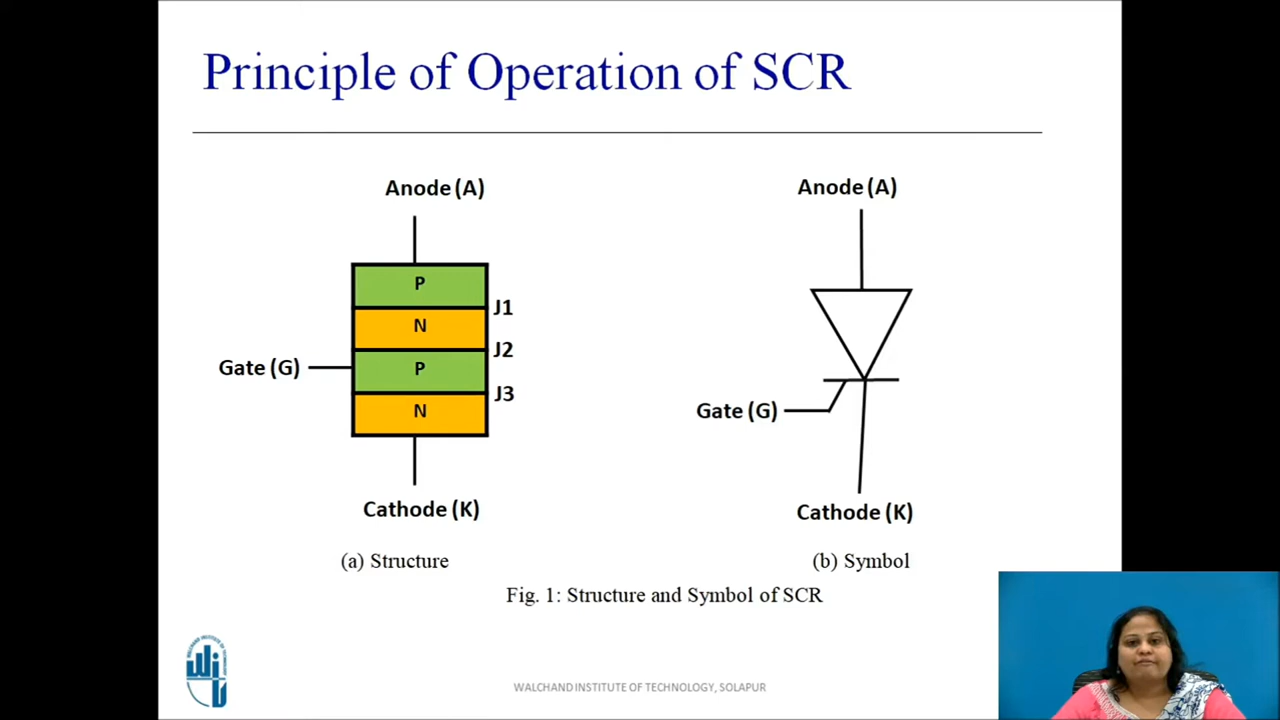 Principle of Operation of SCR
Anode (A)
P
J1
N
J2
Gate (G)
P
J3
N
Cathode (K)
(a) Structure
Anode (A)
Gate (G)
Cathode (K)
(b) Symbol
Fig. 1: Structure and Symbol of SCR
WALCHAND INSTITUTE OF TECHNOLOGY, SOLAPUR